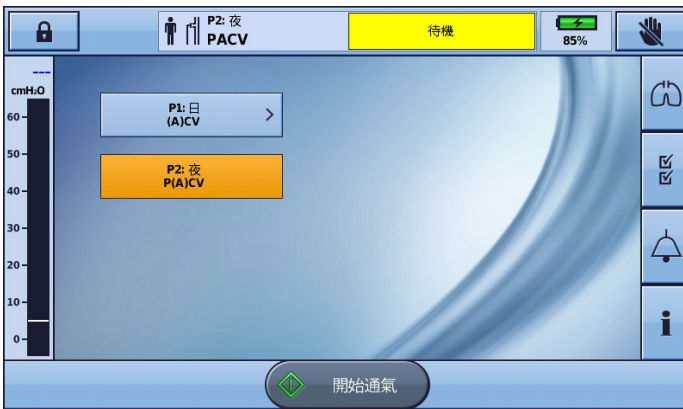 P2: 夜
PACV
待機
85%
---
cmH₂O
60
50
40
30
20
10
0
P1: 日
(A)CV
P2: 夜
P(A)CV
開始通氣